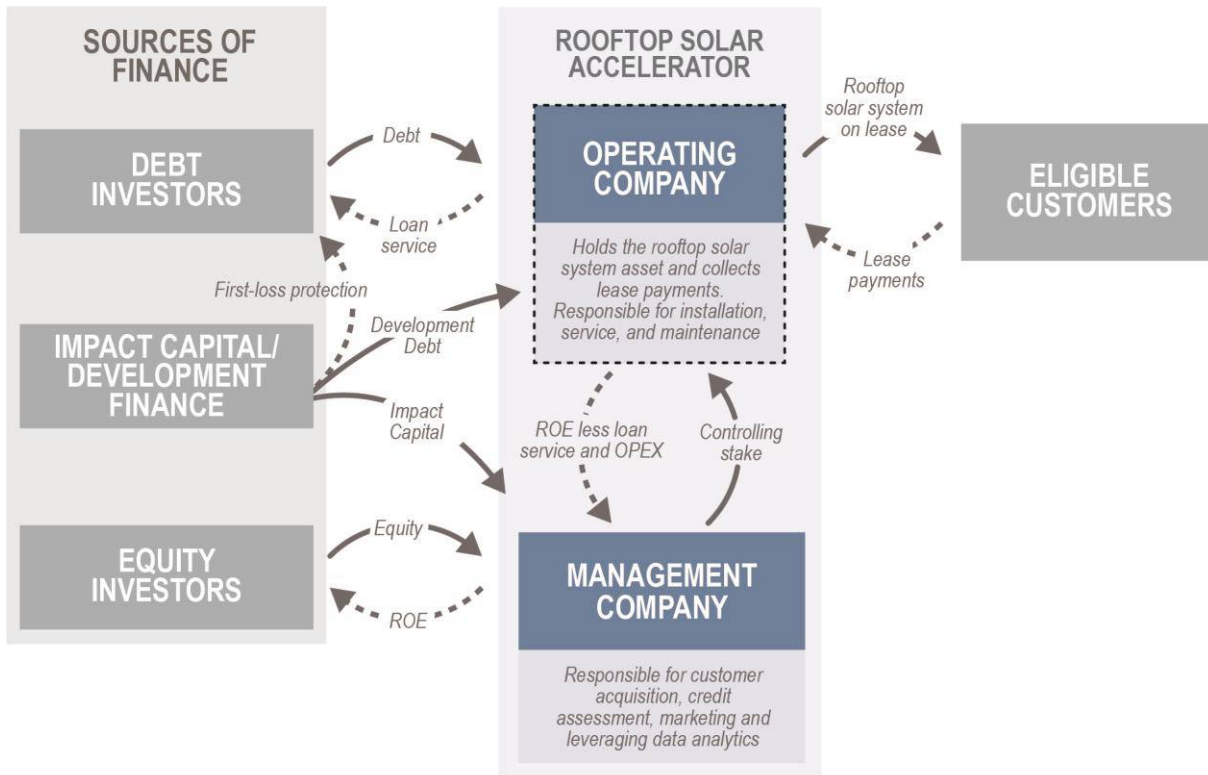 SOURCES OF
FINANCE
DEBT
INVESTORS
IMPACT CAPITAL/
DEVELOPMENT
FINANCE
EQUITY
INVESTORS
Debt
Loan
service
First-loss protection
Development
Debt
Impact
Capital
Equity
ROE
ROOFTOP SOLAR
ACCELERATOR
OPERATING
COMPANY
Holds the rooftop solar
system asset and collects
lease payments.
Responsible for installation,
service, and maintenance
ROE less loan
service and OPEX
Controlling
stake
MANAGEMENT
COMPANY
Responsible for customer
acquisition, credit
assessment, marketing and
leveraging data analytics
Rooftop
solar system
on lease
Lease
payments
ELIGIBLE
CUSTOMERS